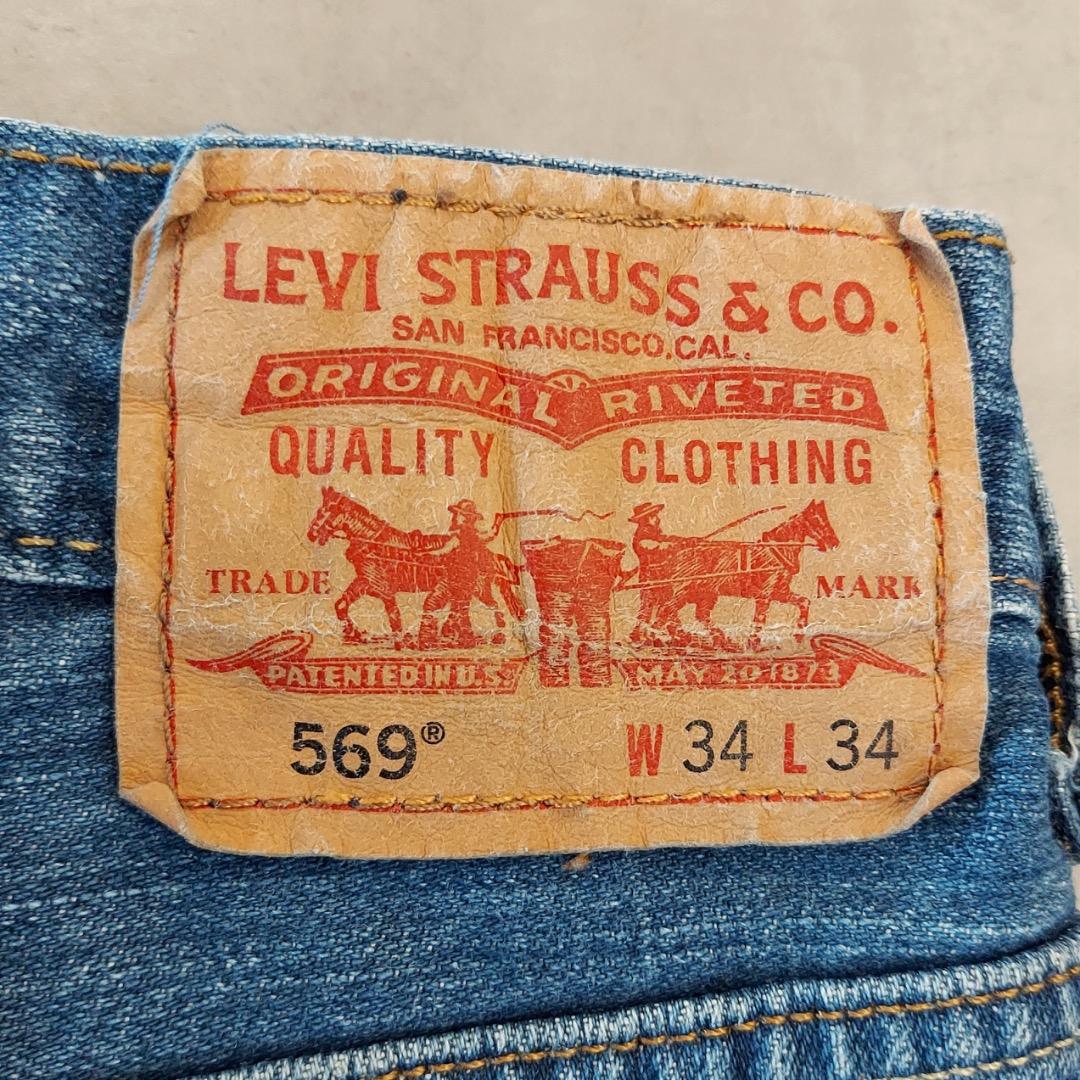 LEVI STRAUSS & CO.
SAN FRANCISCO, CAL.
ORIGINAL RIVETED
QUALITY CLOTHING
TRADE MARK
PATENTED IN U.S. MAY 20 1873
569® W 34 L 34